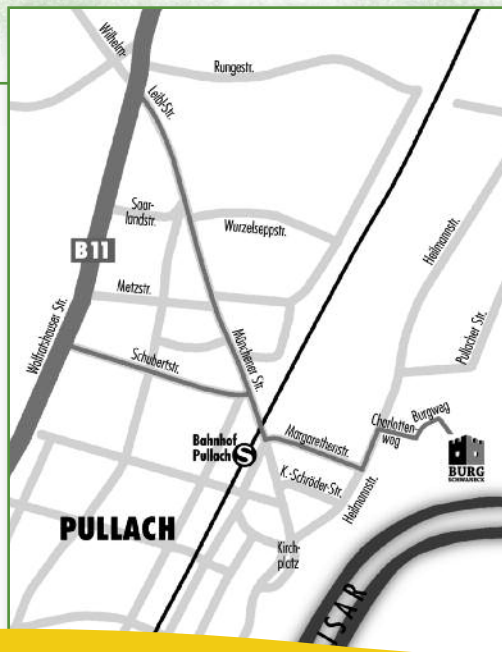 Wilhelm-
Leibl-Str.
Rungestr.
Saar-
landstr.
Wurzelseppstr.
Heilmannstr.
B11
Metzstr.
Wolfratshauser Str.
Münchener Str.
Pullacher Str.
Schubertstr.
Bahnhof
Pullach
S
Margarethenstr.
Charlotten-
weg
Burgweg
BURG
SCHWANECK
K.-Schröder-Str.
Heilmannstr.
PULLACH
Kirch-
platz
ISAR